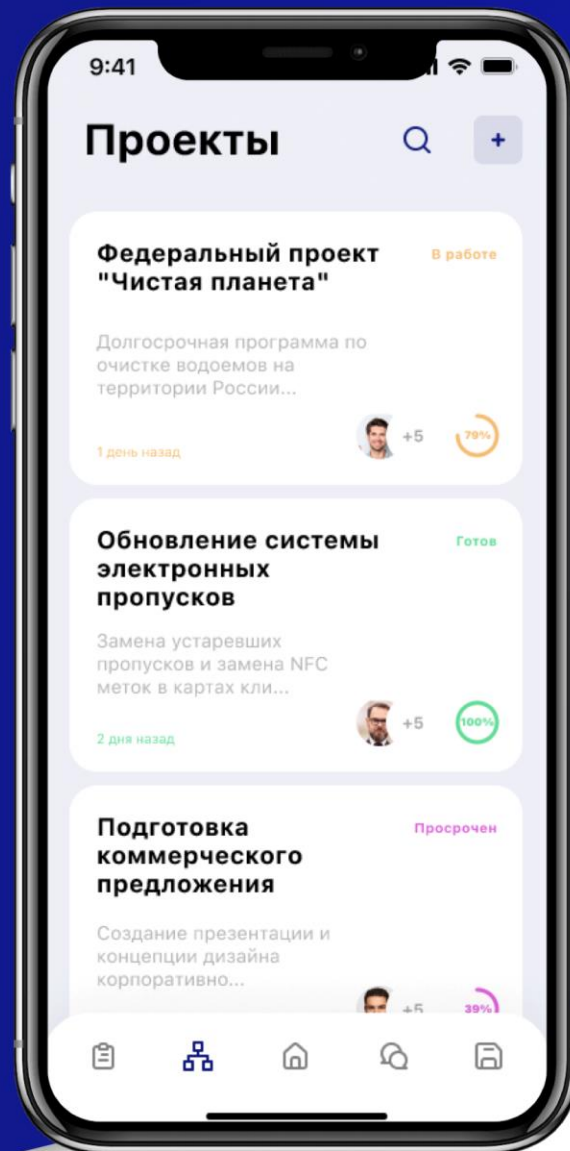 9:41
Проекты
+
Федеральный проект
"Чистая планета"
В работе
Долгосрочная программа по
очистке водоемов на
территории России...
1 день назад
+5
79%
Обновление системы
электронных
пропусков
Готов
Замена устаревших
пропусков и замена NFC
меток в картах кли...
2 дня назад
+5
100%
Подготовка
коммерческого
предложения
Просрочен
Создание презентации и
концепции дизайна
корпоративно...
+5
39%